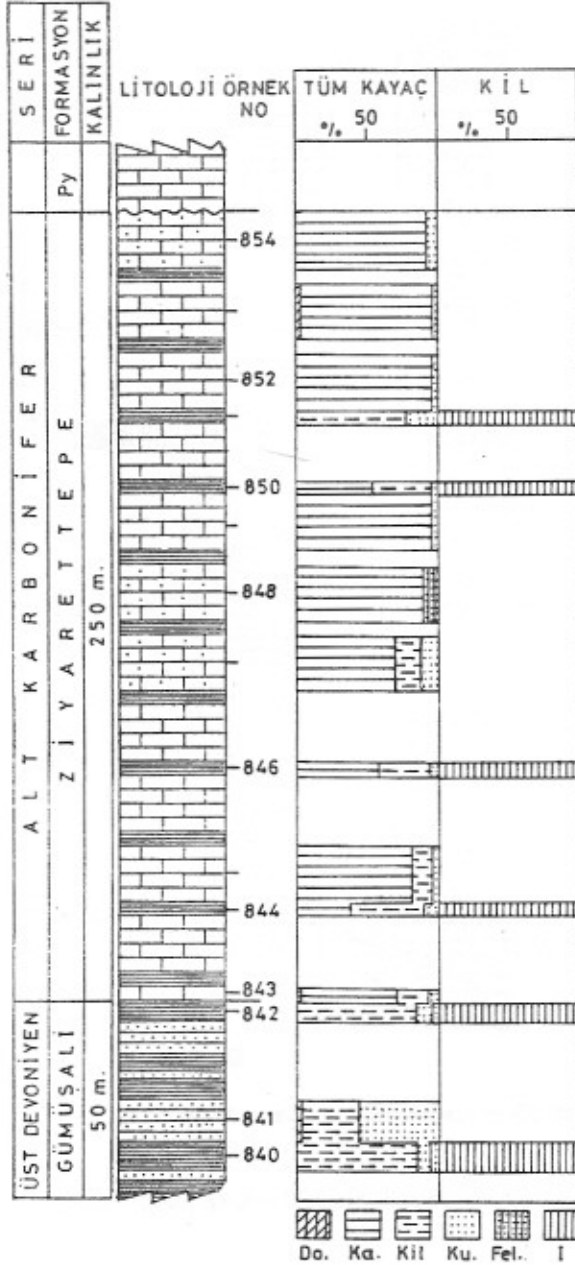 SERİ
FORMASYON
KALINLIK
LİTOLOJİ ÖRNEK NO
TÜM KAYAÇ
% 50
KİL
% 50
Py
ALT KARBONİFER
ZİYARETTEPE
250 m.
ÜST DEVONİYEN
GÜMÜŞALİ
50 m.
854
852
850
848
846
844
843
842
841
840
Do. Ka. Kil Ku. Fel. I